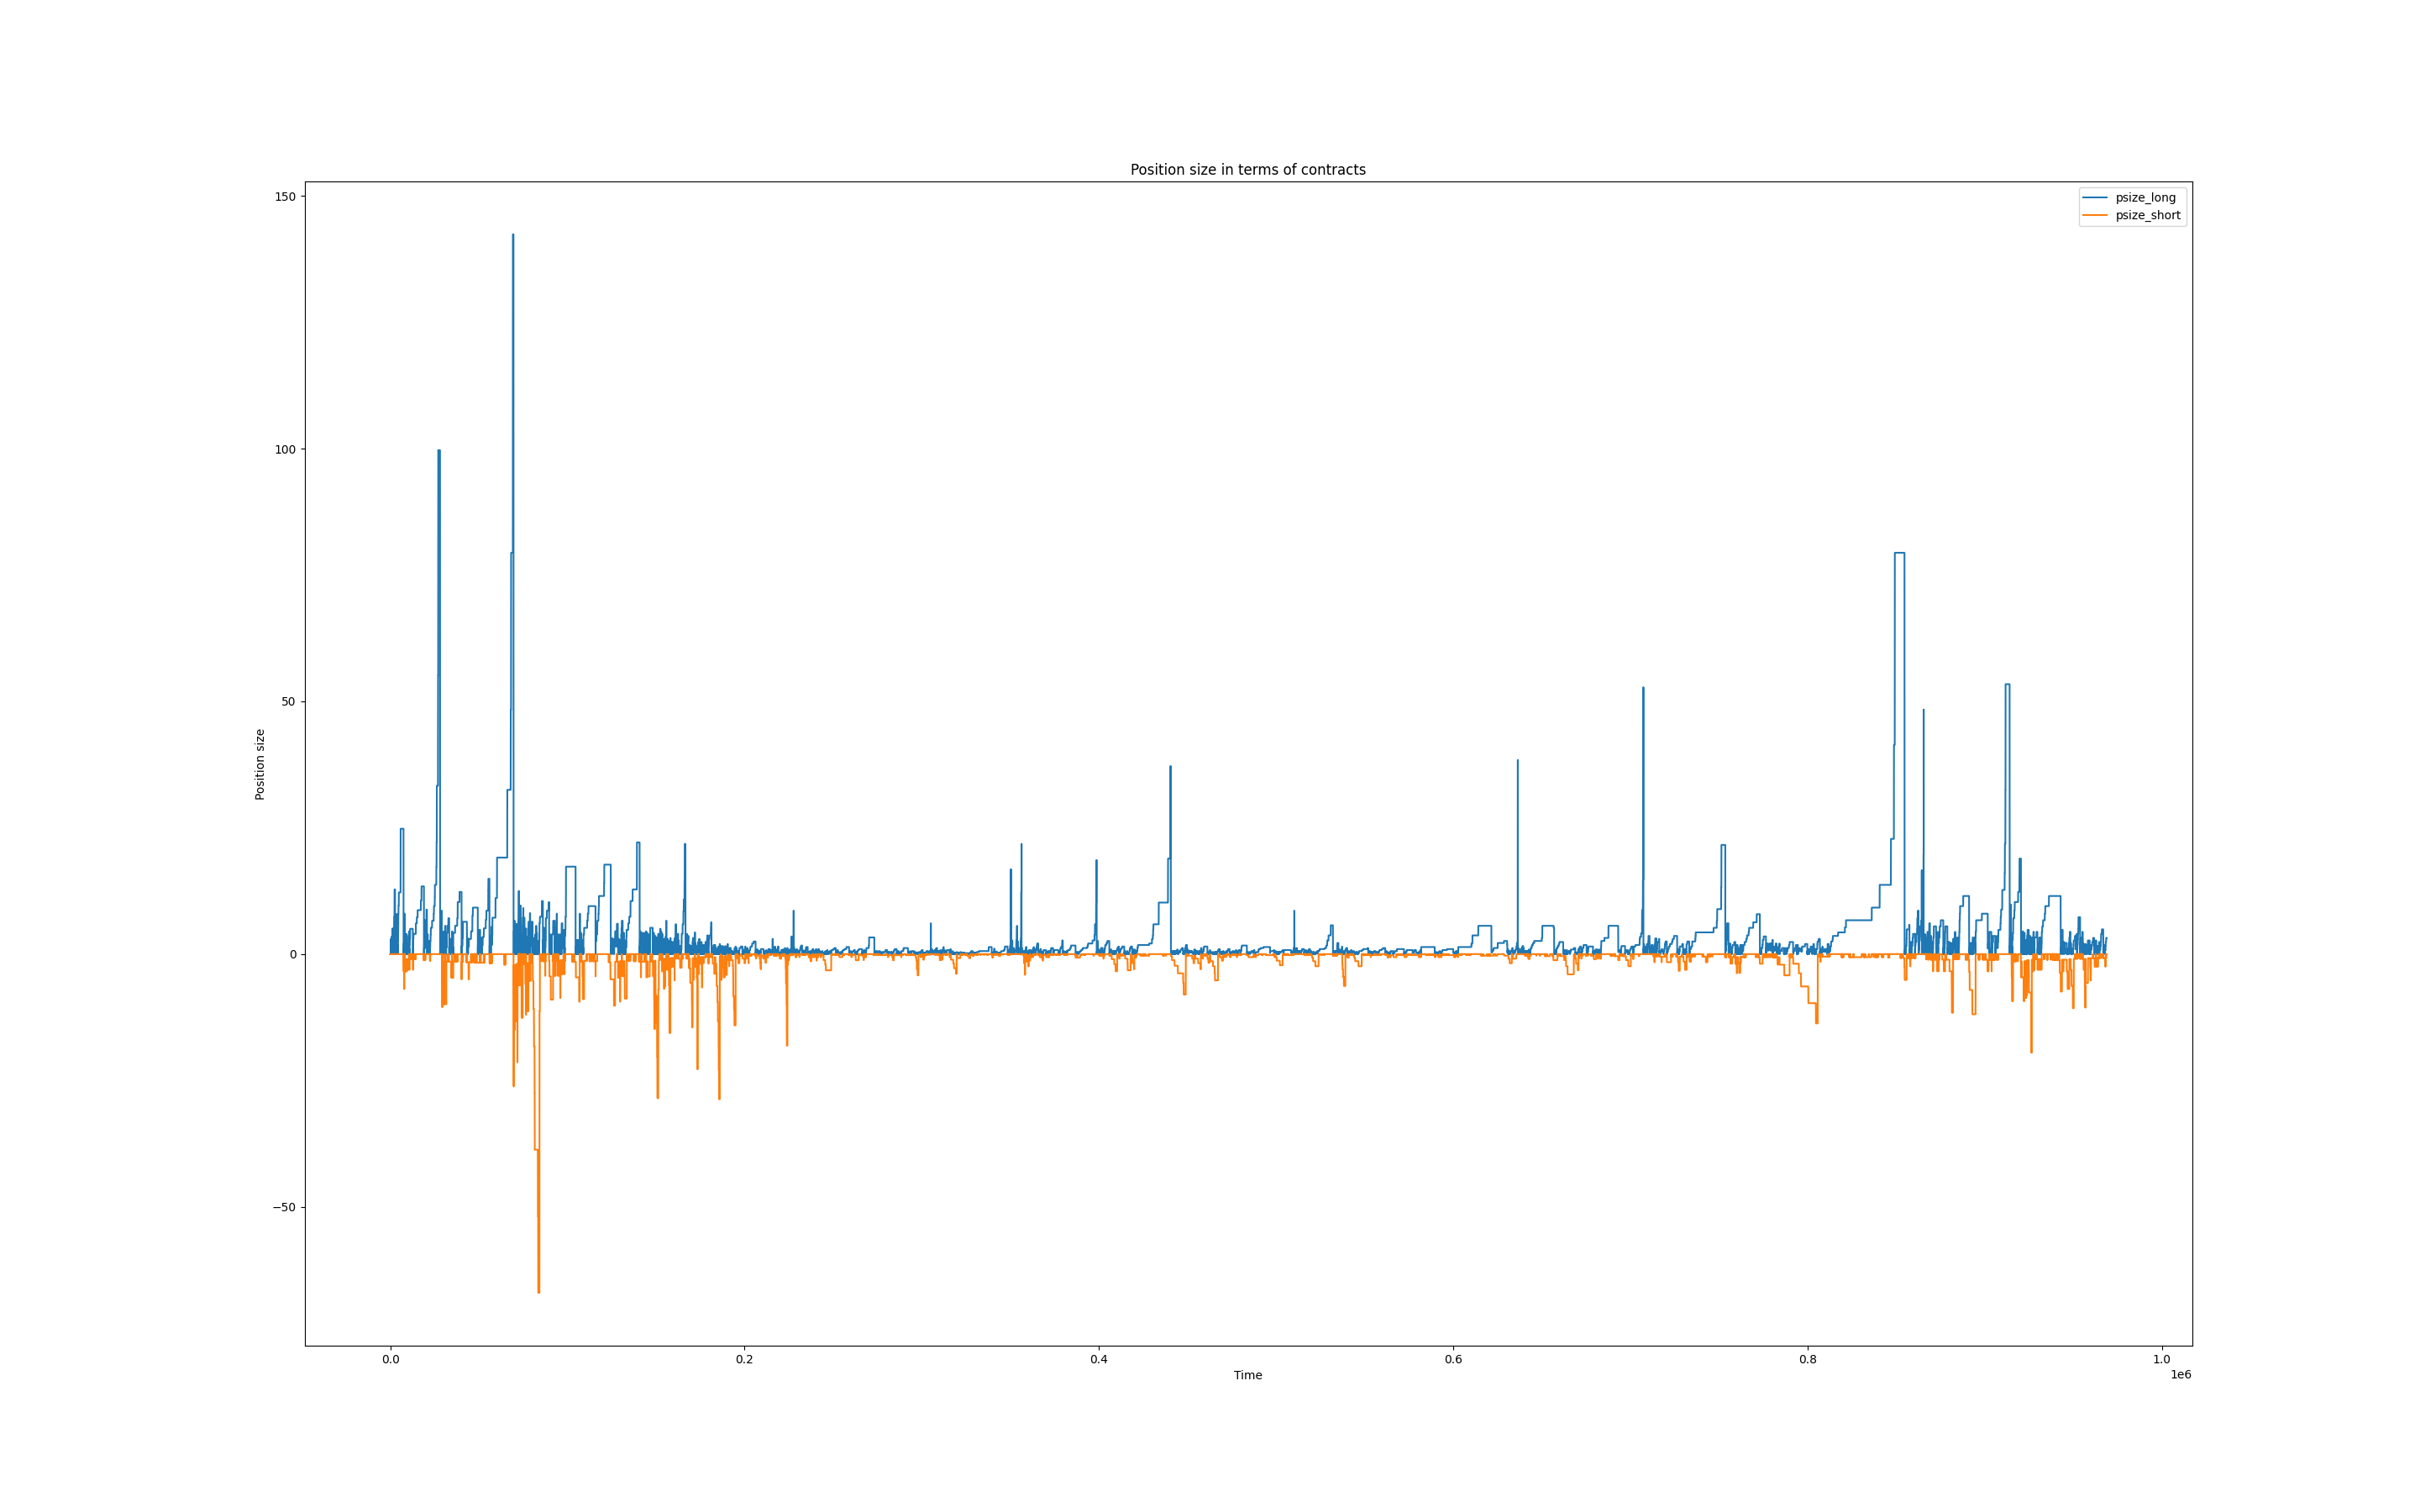 Position size in terms of contracts
psize_long
psize_short
150
100
50
0
−50
Position size
0.0 0.2 0.4 0.6 0.8 1.0
1e6
Time